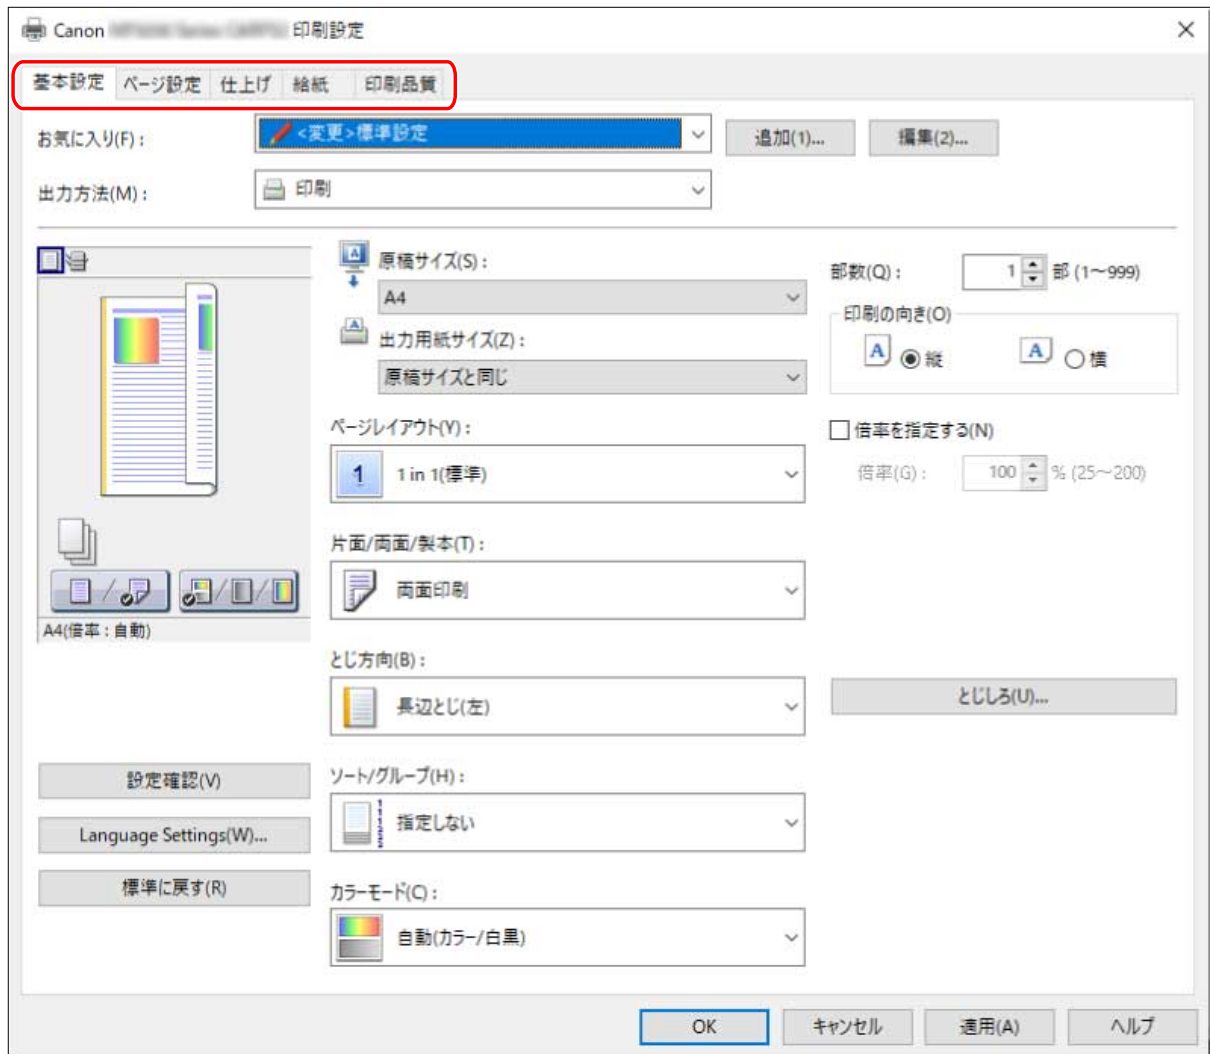 Canon 印刷設定
基本設定 ページ設定 仕上げ 給紙 印刷品質
お気に入り(F): <変更>標準設定 追加(1)... 編集(2)...
出力方法(M): 印刷
原稿サイズ(S):
A4
部数(Q): 1 部 (1～999)
出力用紙サイズ(Z):
原稿サイズと同じ
印刷の向き(O)
A 縦 A 横
ページレイアウト(Y):
1 1 in 1(標準)
倍率を指定する(N)
倍率(G): 100 % (25～200)
片面/両面/製本(T):
両面印刷
A4(倍率:自動)
とじ方向(B):
長辺とじ(左)
とじしろ(U)...
設定確認(V)
Language Settings(W)...
標準に戻す(R)
ソート/グループ(H):
指定しない
カラーモード(C):
自動(カラー/白黒)
OK キャンセル 適用(A) ヘルプ